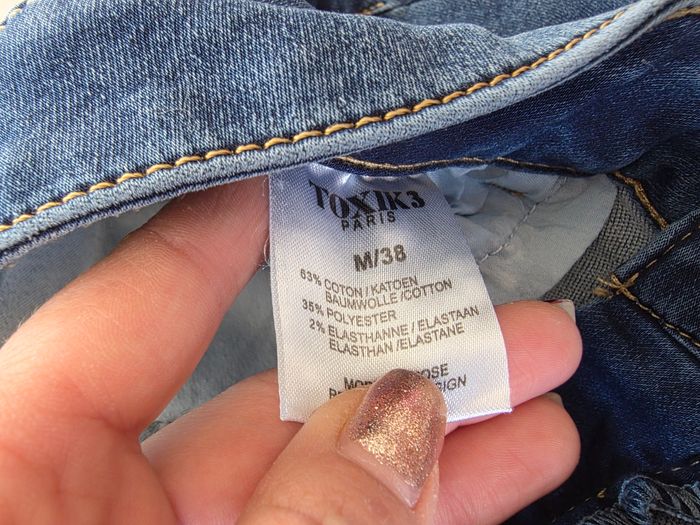 TOXIK3
PARIS
M/38
63% COTON / KATOEN
BAUMWOLLE /COTTON
35% POLYESTER
2% ELASTHANNE / ELASTAAN
ELASTHAN / ELASTANE